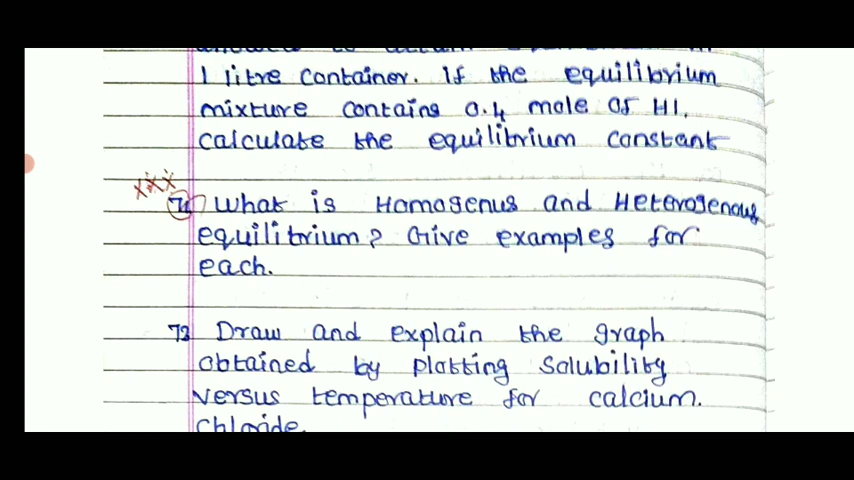 1 litre container. If the equilibrium
mixture contains 0.4 mole of HI,
calculate the equilibrium constant
xxx
What is Homogenus and Heterogenous
equilibrium? Give examples for
each.
Draw and explain the graph
obtained by plotting Solubility
versus temperature for calcium.
Chloride.